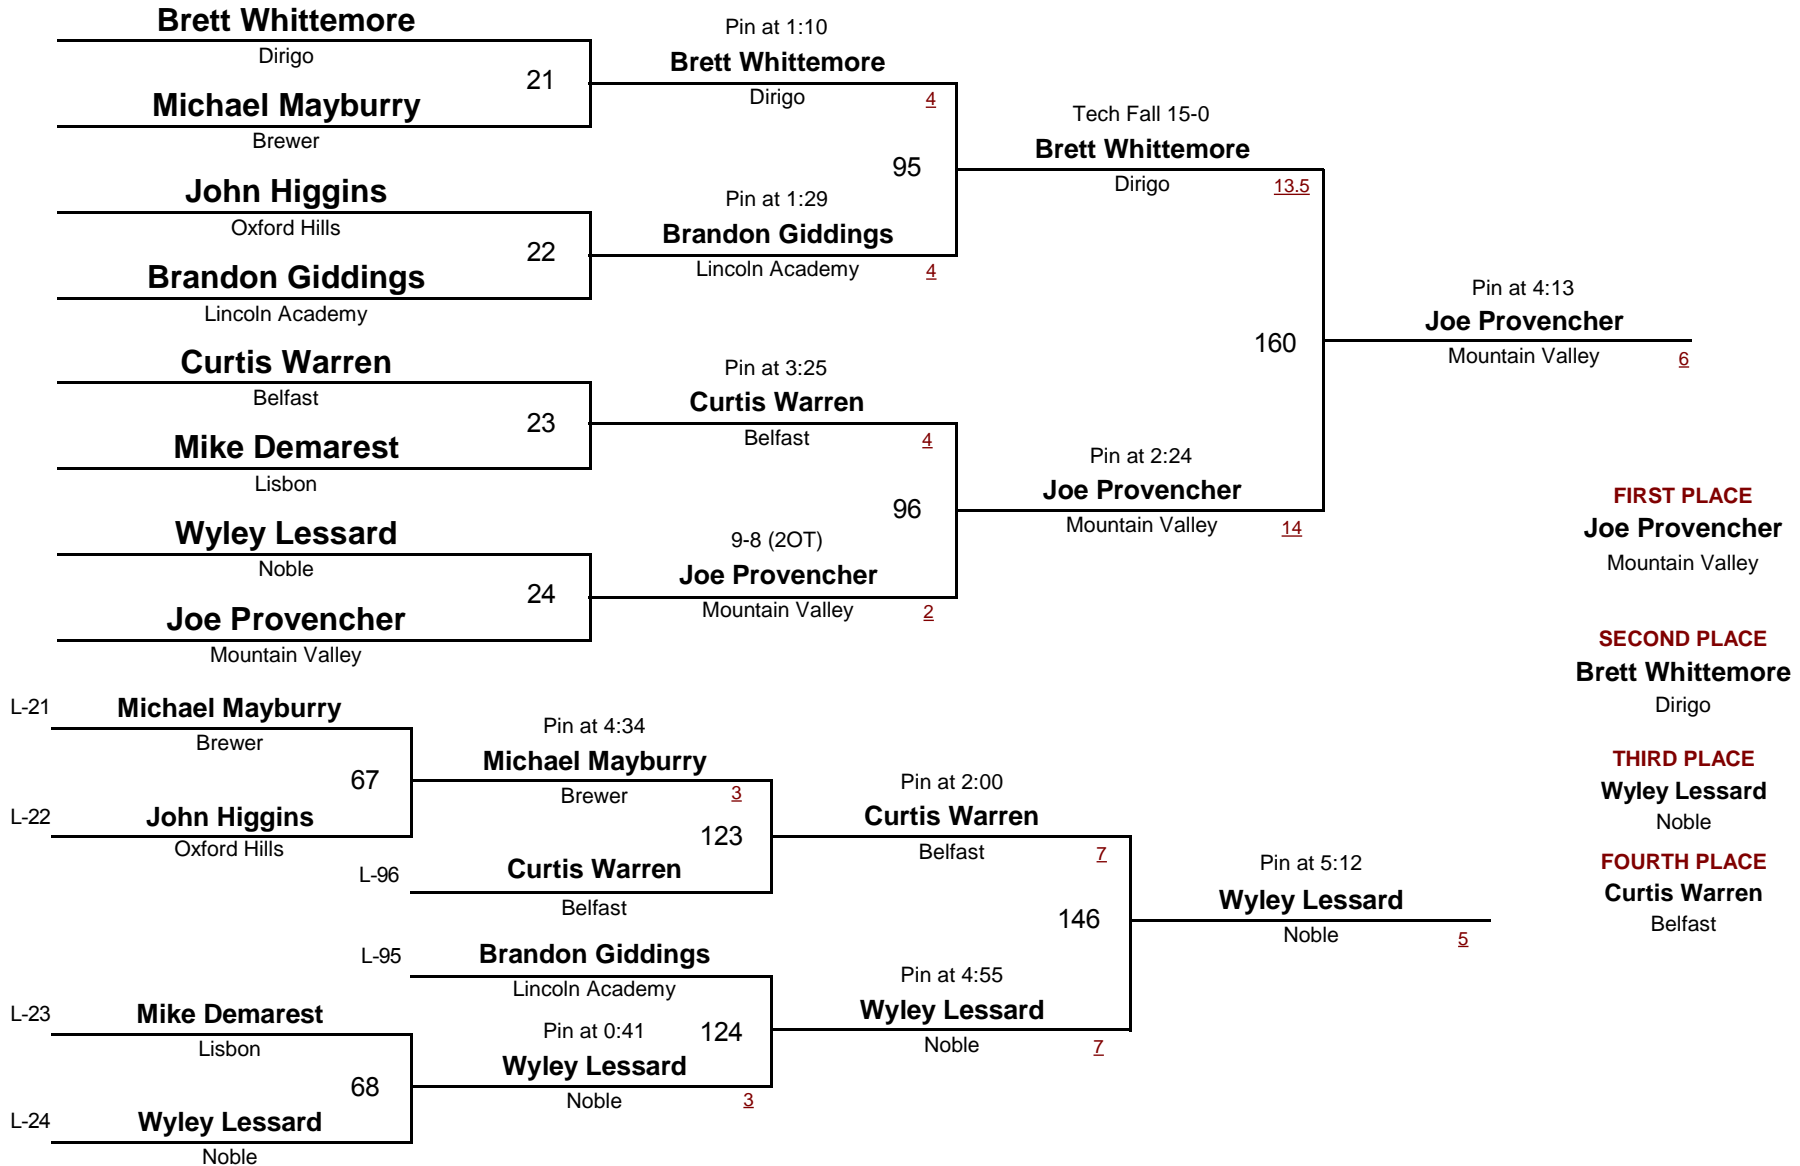 Brett Whittemore
Dirigo
21
Michael Mayburry
Brewer
John Higgins
Oxford Hills
22
Brandon Giddings
Lincoln Academy
Curtis Warren
Belfast
23
Mike Demarest
Lisbon
Wyley Lessard
Noble
24
Joe Provencher
Mountain Valley
Pin at 1:10
Brett Whittemore
Dirigo 4
95
Pin at 1:29
Brandon Giddings
Lincoln Academy 4
Pin at 3:25
Curtis Warren
Belfast 4
96
9-8 (2OT)
Joe Provencher
Mountain Valley 2
Tech Fall 15-0
Brett Whittemore
Dirigo 13.5
160
Pin at 2:24
Joe Provencher
Mountain Valley 14
Pin at 4:13
Joe Provencher
Mountain Valley 6
FIRST PLACE
Joe Provencher
Mountain Valley
SECOND PLACE
Brett Whittemore
Dirigo
THIRD PLACE
Wyley Lessard
Noble
FOURTH PLACE
Curtis Warren
Belfast
L-21 Michael Mayburry
Brewer
67
L-22 John Higgins
Oxford Hills
L-23 Mike Demarest
Lisbon
68
L-24 Wyley Lessard
Noble
Pin at 4:34
Michael Mayburry
Brewer 3
123
L-96 Curtis Warren
Belfast
L-95 Brandon Giddings
Lincoln Academy
124
Pin at 0:41
Wyley Lessard
Noble 3
Pin at 2:00
Curtis Warren
Belfast 7
146
Pin at 4:55
Wyley Lessard
Noble 7
Pin at 5:12
Wyley Lessard
Noble 5